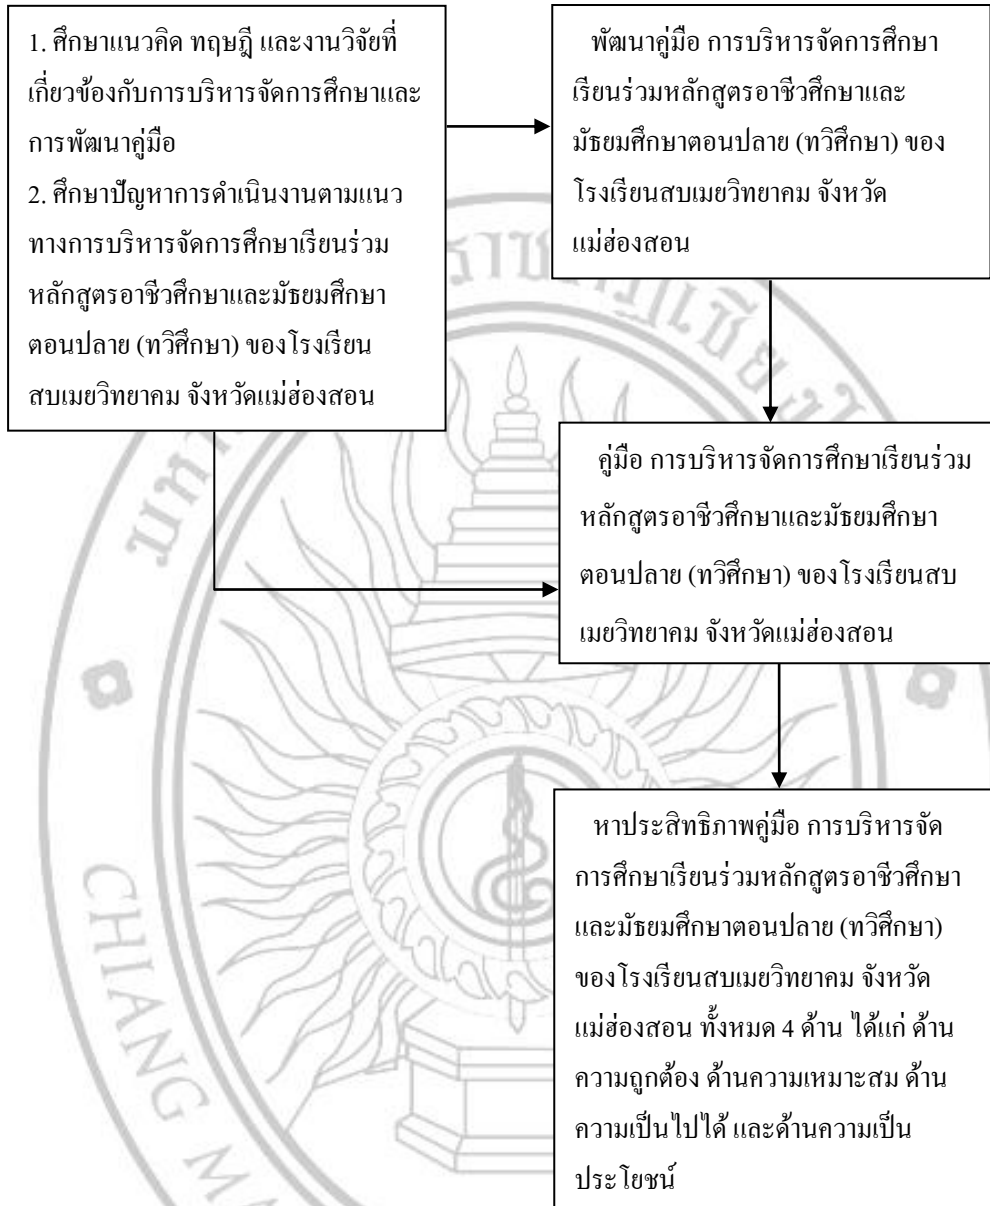 1. ศึกษาแนวคิด ทฤษฎี และงานวิจัยที่
เกี่ยวข้องกับการบริหารจัดการศึกษาและ
การพัฒนาคู่มือ
2. ศึกษาปัญหาการดำเนินงานตามแนว
ทางการบริหารจัดการศึกษาเรียนร่วม
หลักสูตรอาชีวศึกษาและมัธยมศึกษา
ตอนปลาย (ทวิศึกษา) ของโรงเรียน
สบเมยวิทยาคม จังหวัดแม่ฮ่องสอน
พัฒนาคู่มือ การบริหารจัดการศึกษา
เรียนร่วมหลักสูตรอาชีวศึกษาและ
มัธยมศึกษาตอนปลาย (ทวิศึกษา) ของ
โรงเรียนสบเมยวิทยาคม จังหวัด
แม่ฮ่องสอน
คู่มือ การบริหารจัดการศึกษาเรียนร่วม
หลักสูตรอาชีวศึกษาและมัธยมศึกษา
ตอนปลาย (ทวิศึกษา) ของโรงเรียนสบ
เมยวิทยาคม จังหวัดแม่ฮ่องสอน
หาประสิทธิภาพคู่มือ การบริหารจัด
การศึกษาเรียนร่วมหลักสูตรอาชีวศึกษา
และมัธยมศึกษาตอนปลาย (ทวิศึกษา)
ของโรงเรียนสบเมยวิทยาคม จังหวัด
แม่ฮ่องสอน ทั้งหมด 4 ด้าน ได้แก่ ด้าน
ความถูกต้อง ด้านความเหมาะสม ด้าน
ความเป็นไปได้ และด้านความเป็น
ประโยชน์
CHIANG